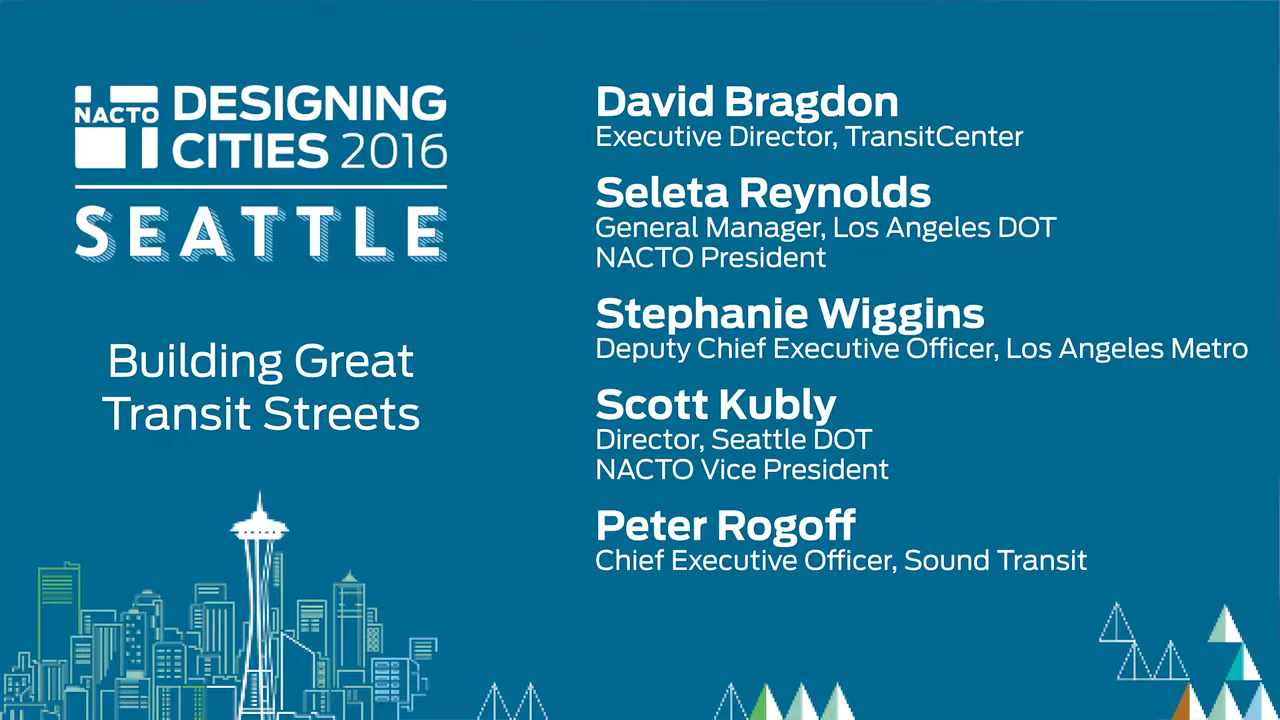 NACTO
DESIGNING
CITIES 2016
SEATTLE
Building Great
Transit Streets
David Bragdon
Executive Director, TransitCenter
Seleta Reynolds
General Manager, Los Angeles DOT
NACTO President
Stephanie Wiggins
Deputy Chief Executive Officer, Los Angeles Metro
Scott Kubly
Director, Seattle DOT
NACTO Vice President
Peter Rogoff
Chief Executive Officer, Sound Transit